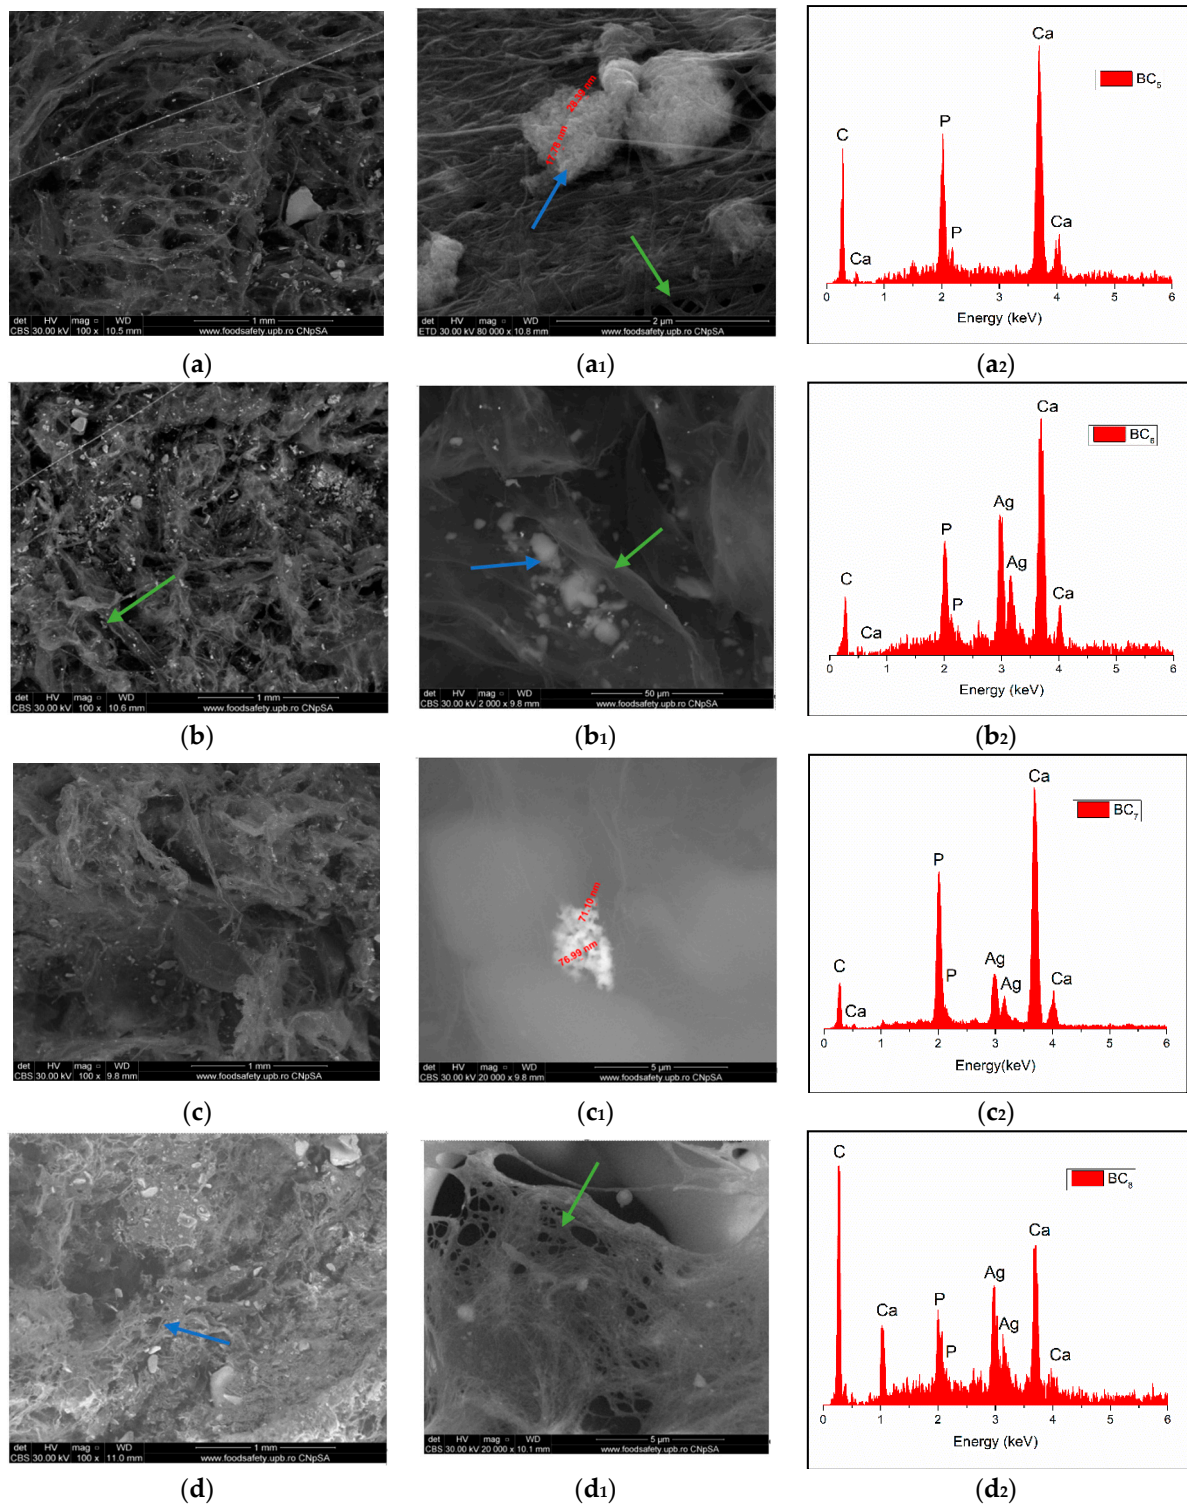 det HV mag □ WD 1 mm
CBS 30.00 kV 100 x 10.5 mm www.foodsafety.upb.ro CNpSA
(a)
17.79 nm
28.39 nm
det HV mag □ WD 2 µm
ETD 30.00 kV 80 000 x 10.8 mm www.foodsafety.upb.ro CNpSA
(a1)
Ca
BC5
P
C
Ca
P
Ca
0 1 2 3 4 5 6
Energy (keV)
(a2)
det HV mag □ WD 1 mm
CBS 30.00 kV 100 x 10.6 mm www.foodsafety.upb.ro CNpSA
(b)
det HV mag □ WD 50 µm
CBS 30.00 kV 2 000 x 9.8 mm www.foodsafety.upb.ro CNpSA
(b1)
Ca
BC6
Ag
P
Ag
C
Ca
P
Ca
0 1 2 3 4 5 6
Energy (keV)
(b2)
det HV mag □ WD 1 mm
CBS 30.00 kV 100 x 9.8 mm www.foodsafety.upb.ro CNpSA
(c)
71.10 nm
76.99 nm
det HV mag □ WD 5 µm
CBS 30.00 kV 20 000 x 9.8 mm www.foodsafety.upb.ro CNpSA
(c1)
Ca
BC7
P
Ag
C
P
Ag
Ca
Ca
0 1 2 3 4 5 6
Energy(keV)
(c2)
det HV mag □ WD 1 mm
CBS 30.00 kV 100 x 11.0 mm www.foodsafety.upb.ro CNpSA
(d)
det HV mag □ WD 5 µm
CBS 30.00 kV 20 000 x 10.1 mm www.foodsafety.upb.ro CNpSA
(d1)
C
BC8
Ca
Ag
P
Ca
Ag
P
Ca
0 1 2 3 4 5 6
Energy (keV)
(d2)